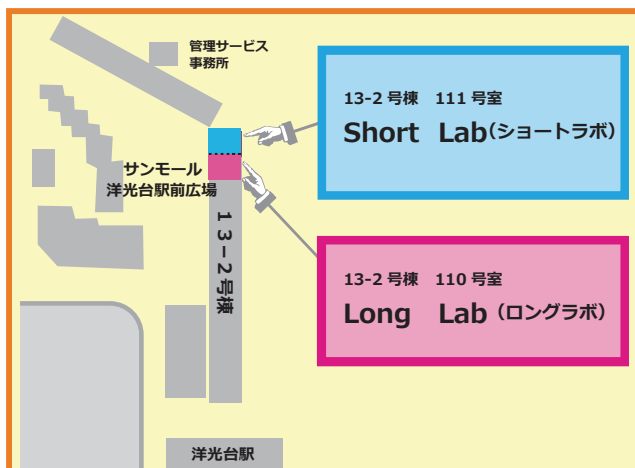 管理サービス
事務所
13-2 号棟 111 号室
Short Lab(ショートラボ)
サンモール
洋光台駅前広場
13-2号棟
13-2 号棟 110 号室
Long Lab(ロングラボ)
洋光台駅